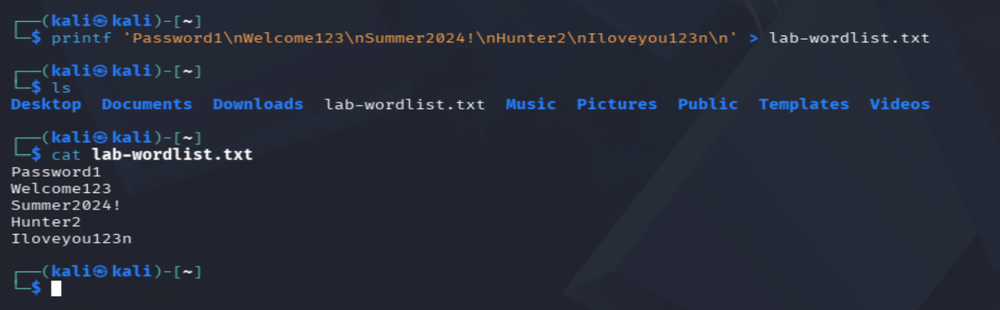 ┌──(kali㉿kali)-[~]
└─$ printf 'Password1\nWelcome123\nSummer2024!\nHunter2\nIloveyou123n\n' > lab-wordlist.txt
┌──(kali㉿kali)-[~]
└─$ ls
Desktop Documents Downloads lab-wordlist.txt Music Pictures Public Templates Videos
┌──(kali㉿kali)-[~]
└─$ cat lab-wordlist.txt
Password1
Welcome123
Summer2024!
Hunter2
Iloveyou123n
┌──(kali㉿kali)-[~]
└─$